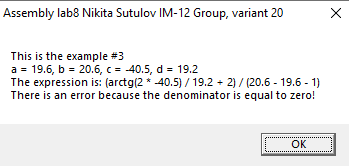 Assembly lab8 Nikita Sutulov IM-12 Group, variant 20
This is the example #3
a = 19.6, b = 20.6, c = -40.5, d = 19.2
The expression is: (arctg(2 * -40.5) / 19.2 + 2) / (20.6 - 19.6 - 1)
There is an error because the denominator is equal to zero!
OK